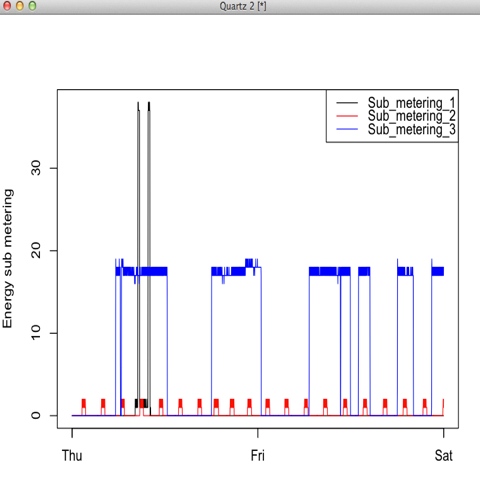 Quartz 2 [*]
Sub_metering_1
Sub_metering_2
Sub_metering_3
Energy sub metering
30
20
10
0
Thu
Fri
Sat